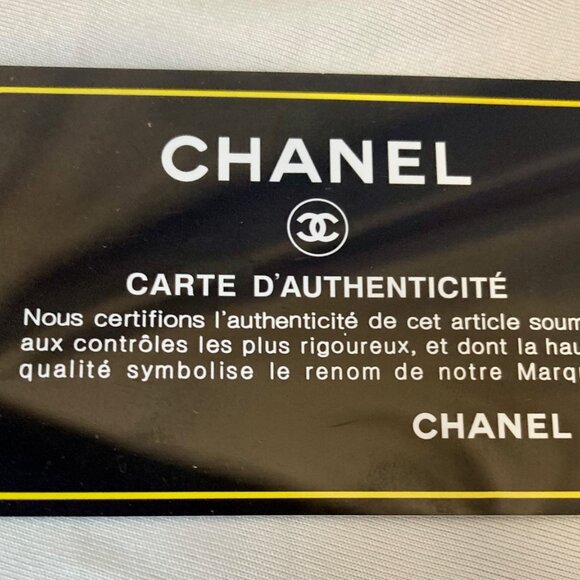 CHANEL
CARTE D'AUTHENTICITÉ
Nous certifions l'authenticité de cet article soum
aux contrôles les plus rigoureux, et dont la hau
qualité symbolise le renom de notre Marqu
CHANEL